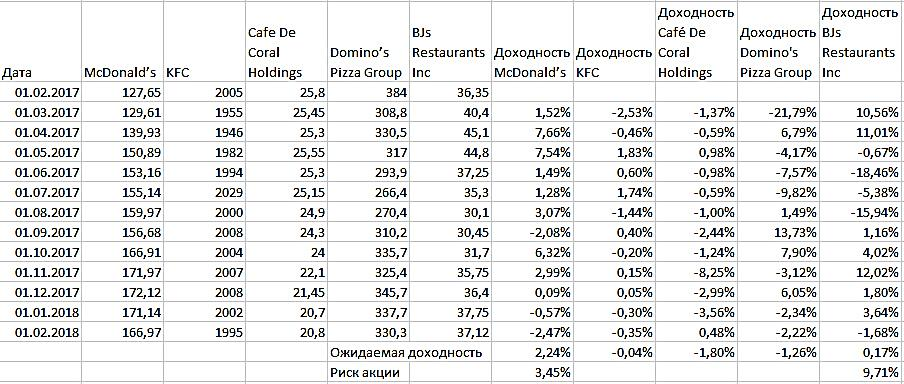 Дата McDonald’s KFC Cafe De Coral Holdings Domino’s Pizza Group BJs Restaurants Inc Доходность McDonald’s Доходность KFC Доходность Café De Coral Holdings Доходность Domino's Pizza Group Доходность BJs Restaurants Inc
01.02.2017 127,65 2005 25,8 384 36,35
01.03.2017 129,61 1955 25,45 308,8 40,4 1,52% -2,53% -1,37% -21,79% 10,56%
01.04.2017 139,93 1946 25,3 330,5 45,1 7,66% -0,46% -0,59% 6,79% 11,01%
01.05.2017 150,89 1982 25,55 317 44,8 7,54% 1,83% 0,98% -4,17% -0,67%
01.06.2017 153,16 1994 25,3 293,9 37,25 1,49% 0,60% -0,98% -7,57% -18,46%
01.07.2017 155,14 2029 25,15 266,4 35,3 1,28% 1,74% -0,59% -9,82% -5,38%
01.08.2017 159,97 2000 24,9 270,4 30,1 3,07% -1,44% -1,00% 1,49% -15,94%
01.09.2017 156,68 2008 24,3 310,2 30,45 -2,08% 0,40% -2,44% 13,73% 1,16%
01.10.2017 166,91 2004 24 335,7 31,7 6,32% -0,20% -1,24% 7,90% 4,02%
01.11.2017 171,97 2007 22,1 325,4 35,75 2,99% 0,15% -8,25% -3,12% 12,02%
01.12.2017 172,12 2008 21,45 345,7 36,4 0,09% 0,05% -2,99% 6,05% 1,80%
01.01.2018 171,14 2002 20,7 337,7 37,75 -0,57% -0,30% -3,56% -2,34% 3,64%
01.02.2018 166,97 1995 20,8 330,3 37,12 -2,47% -0,35% 0,48% -2,22% -1,68%
Ожидаемая доходность 2,24% -0,04% -1,80% -1,26% 0,17%
Риск акции 3,45% 9,71%